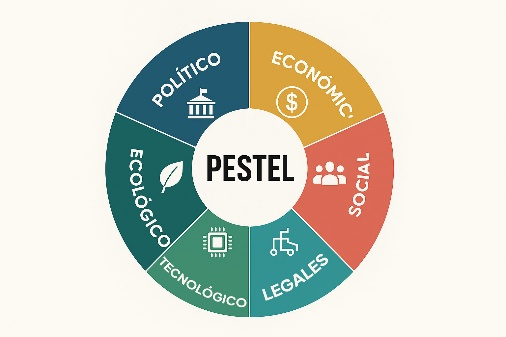 POLÍTICO
ECONÓMIC'
$
SOCIAL
PESTEL
ECOLÓGICO
TECNOLÓGICO
LEGALES